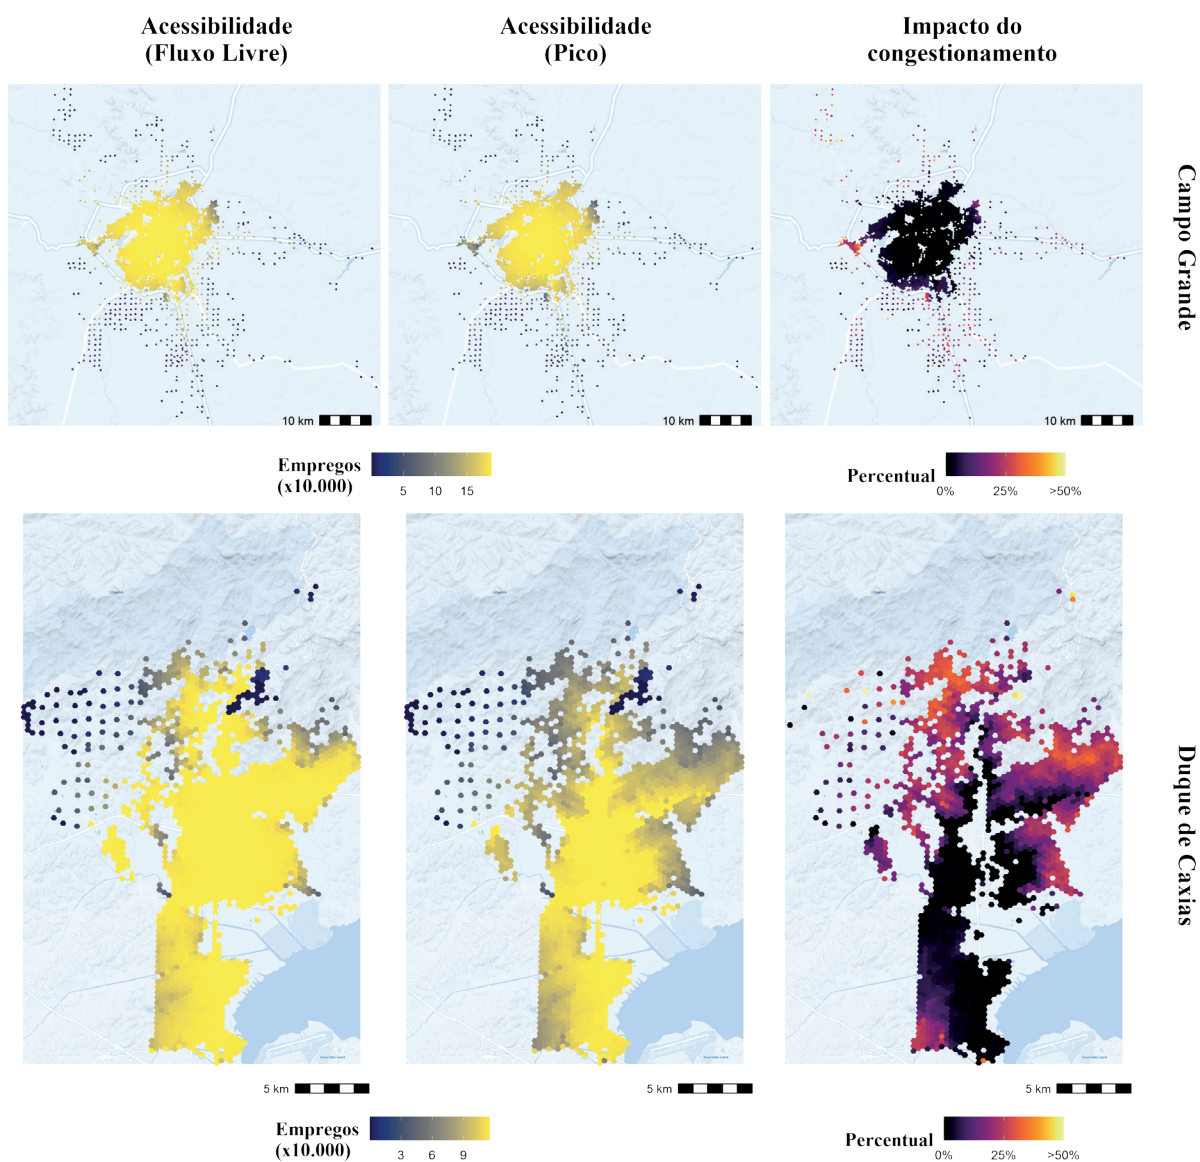 Acessibilidade
(Fluxo Livre)
Acessibilidade
(Pico)
Impacto do
congestionamento
Campo Grande
10 km
10 km
10 km
Empregos
(x10.000)
5 10 15
Percentual
0% 25% >50%
Duque de Caxias
5 km
5 km
5 km
Empregos
(x10.000)
3 6 9
Percentual
0% 25% >50%